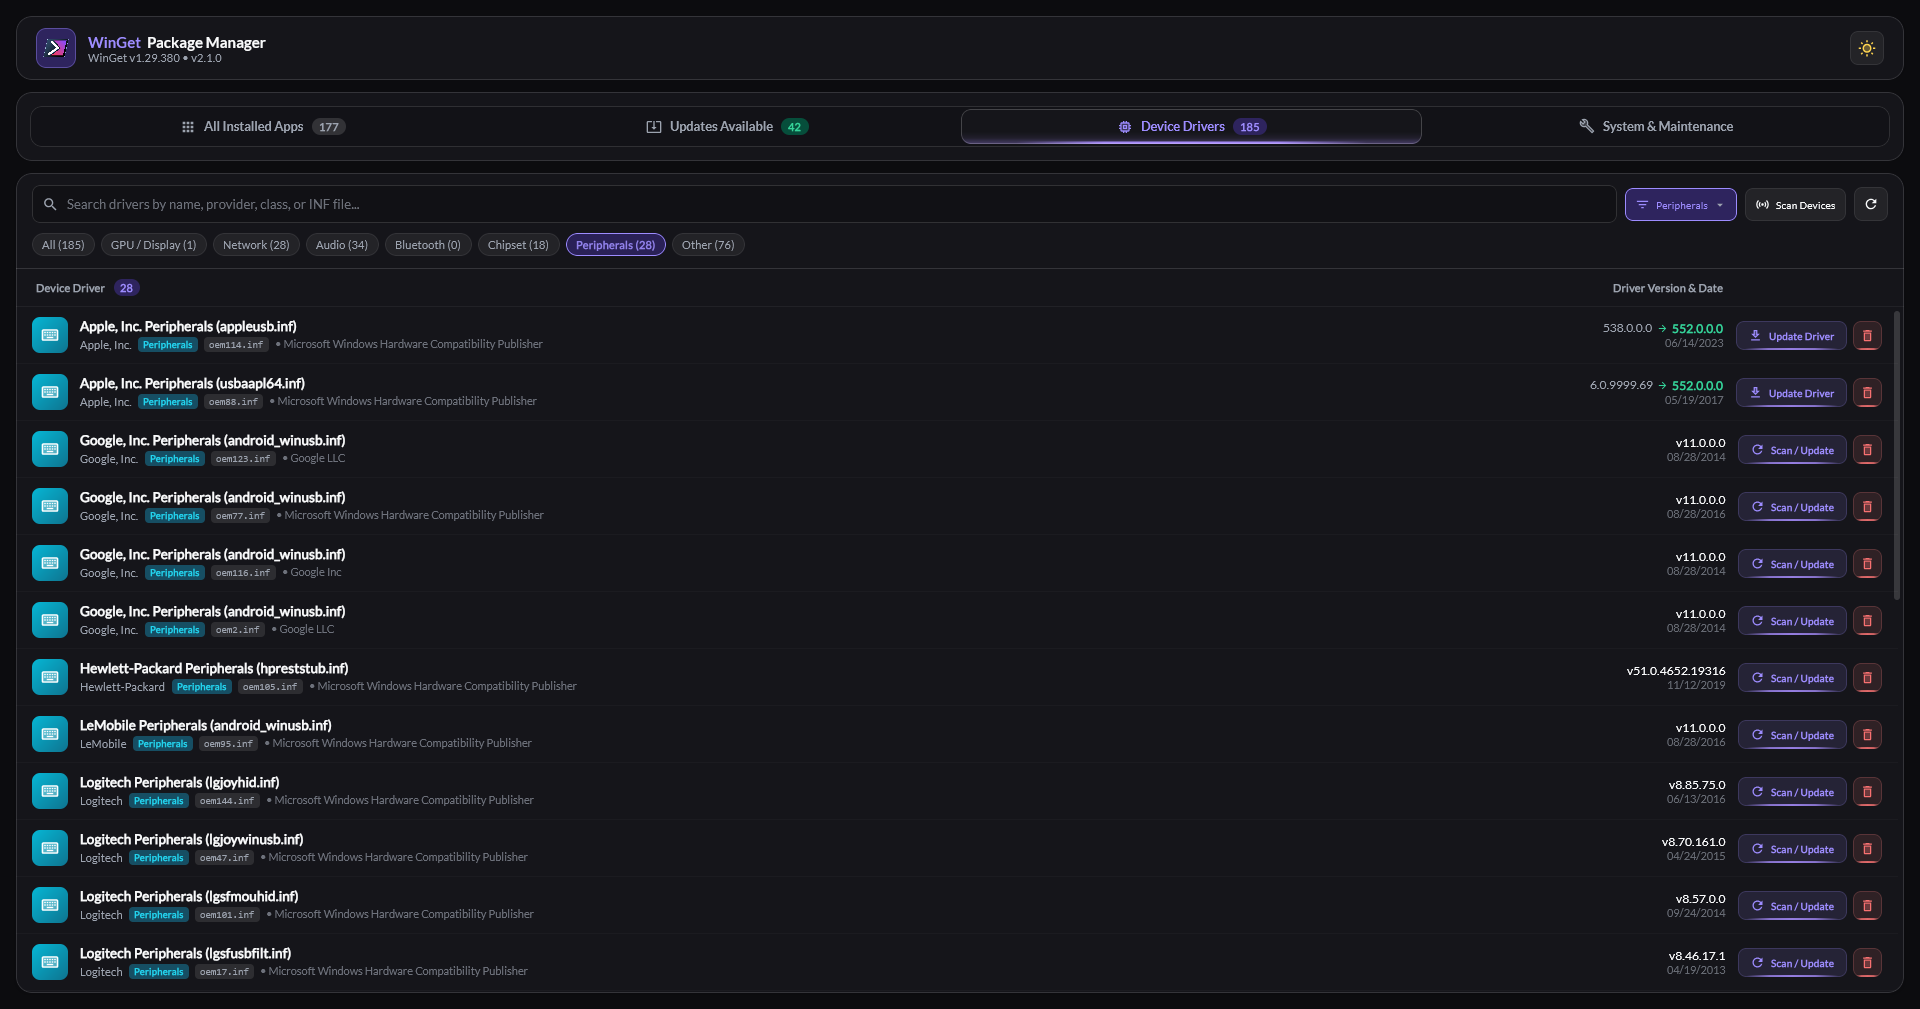 WinGet Package Manager
WinGet v1.29.380 • v2.1.0
All Installed Apps 177
Updates Available 42
Device Drivers 185
System & Maintenance
Search drivers by name, provider, class, or INF file...
Peripherals
Scan Devices
All (185)
GPU / Display (1)
Network (28)
Audio (34)
Bluetooth (0)
Chipset (18)
Peripherals (28)
Other (76)
Device Driver 28
Driver Version & Date
Apple, Inc. Peripherals (appleusb.inf)
Apple, Inc. Peripherals oem114.inf • Microsoft Windows Hardware Compatibility Publisher
538.0.0.0 → 552.0.0.0
06/14/2023
Update Driver
Apple, Inc. Peripherals (usbaapl64.inf)
Apple, Inc. Peripherals oem88.inf • Microsoft Windows Hardware Compatibility Publisher
6.0.9999.69 → 552.0.0.0
05/19/2017
Update Driver
Google, Inc. Peripherals (android_winusb.inf)
Google, Inc. Peripherals oem123.inf • Google LLC
v11.0.0.0
08/28/2014
Scan / Update
Google, Inc. Peripherals (android_winusb.inf)
Google, Inc. Peripherals oem77.inf • Microsoft Windows Hardware Compatibility Publisher
v11.0.0.0
08/28/2016
Scan / Update
Google, Inc. Peripherals (android_winusb.inf)
Google, Inc. Peripherals oem116.inf • Google Inc
v11.0.0.0
08/28/2014
Scan / Update
Google, Inc. Peripherals (android_winusb.inf)
Google, Inc. Peripherals oem2.inf • Google LLC
v11.0.0.0
08/28/2014
Scan / Update
Hewlett-Packard Peripherals (hpreststub.inf)
Hewlett-Packard Peripherals oem105.inf • Microsoft Windows Hardware Compatibility Publisher
v51.0.4652.19316
11/12/2019
Scan / Update
LeMobile Peripherals (android_winusb.inf)
LeMobile Peripherals oem95.inf • Microsoft Windows Hardware Compatibility Publisher
v11.0.0.0
08/28/2016
Scan / Update
Logitech Peripherals (lgjoyhid.inf)
Logitech Peripherals oem144.inf • Microsoft Windows Hardware Compatibility Publisher
v8.85.75.0
06/13/2016
Scan / Update
Logitech Peripherals (lgjoywinusb.inf)
Logitech Peripherals oem47.inf • Microsoft Windows Hardware Compatibility Publisher
v8.70.161.0
04/24/2015
Scan / Update
Logitech Peripherals (lgsfmouhid.inf)
Logitech Peripherals oem101.inf • Microsoft Windows Hardware Compatibility Publisher
v8.57.0.0
09/24/2014
Scan / Update
Logitech Peripherals (lgsfusbfilt.inf)
Logitech Peripherals oem17.inf • Microsoft Windows Hardware Compatibility Publisher
v8.46.17.1
04/19/2013
Scan / Update